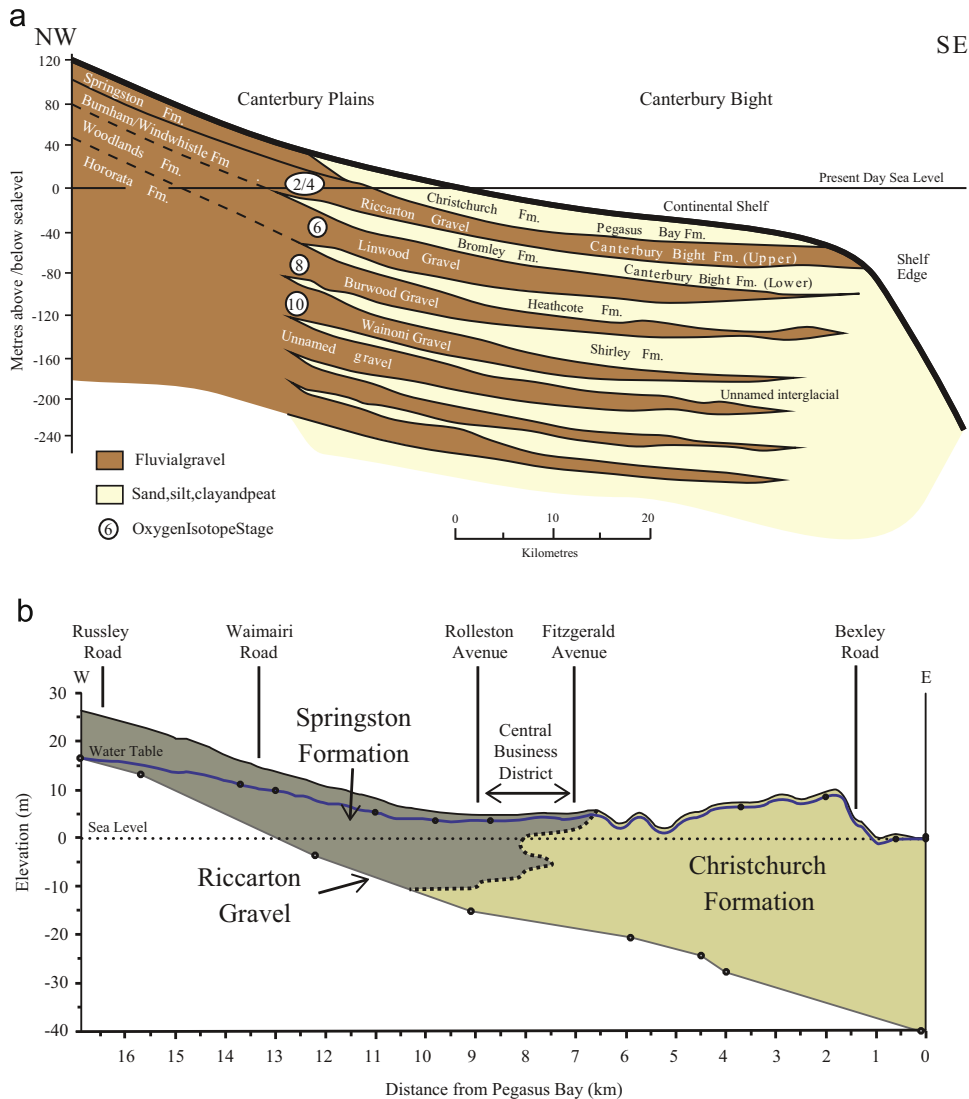 a
NW
SE
120
80
40
0
-40
-80
-120
-160
-200
-240
Metres above /below sealevel
Springston Fm.
Burnham/Windwhistle Fm
Woodlands Fm.
Hororata Fm.
Canterbury Plains
Canterbury Bight
Present Day Sea Level
2/4
6
8
10
Christchurch Fm.
Continental Shelf
Riccarton Gravel
Pegasus Bay Fm.
Canterbury Bight Fm. (Upper)
Linwood Gravel
Bromley Fm.
Canterbury Bight Fm. (Lower)
Shelf
Edge
Burwood Gravel
Heathcote Fm.
Wainoni Gravel
Shirley Fm.
Unnamed gravel
Unnamed interglacial
Fluvialgravel
Sand,silt,clayandpeat
6 OxygenIsotopeStage
0 10 20
Kilometres
b
Russley
Road
Waimairi
Road
Rolleston
Avenue
Fitzgerald
Avenue
Bexley
Road
W
E
30
20
10
0
-10
-20
-30
-40
Elevation (m)
Water Table
Sea Level
Springston
Formation
Central
Business
District
Riccarton
Gravel
Christchurch
Formation
16 15 14 13 12 11 10 9 8 7 6 5 4 3 2 1 0
Distance from Pegasus Bay (km)